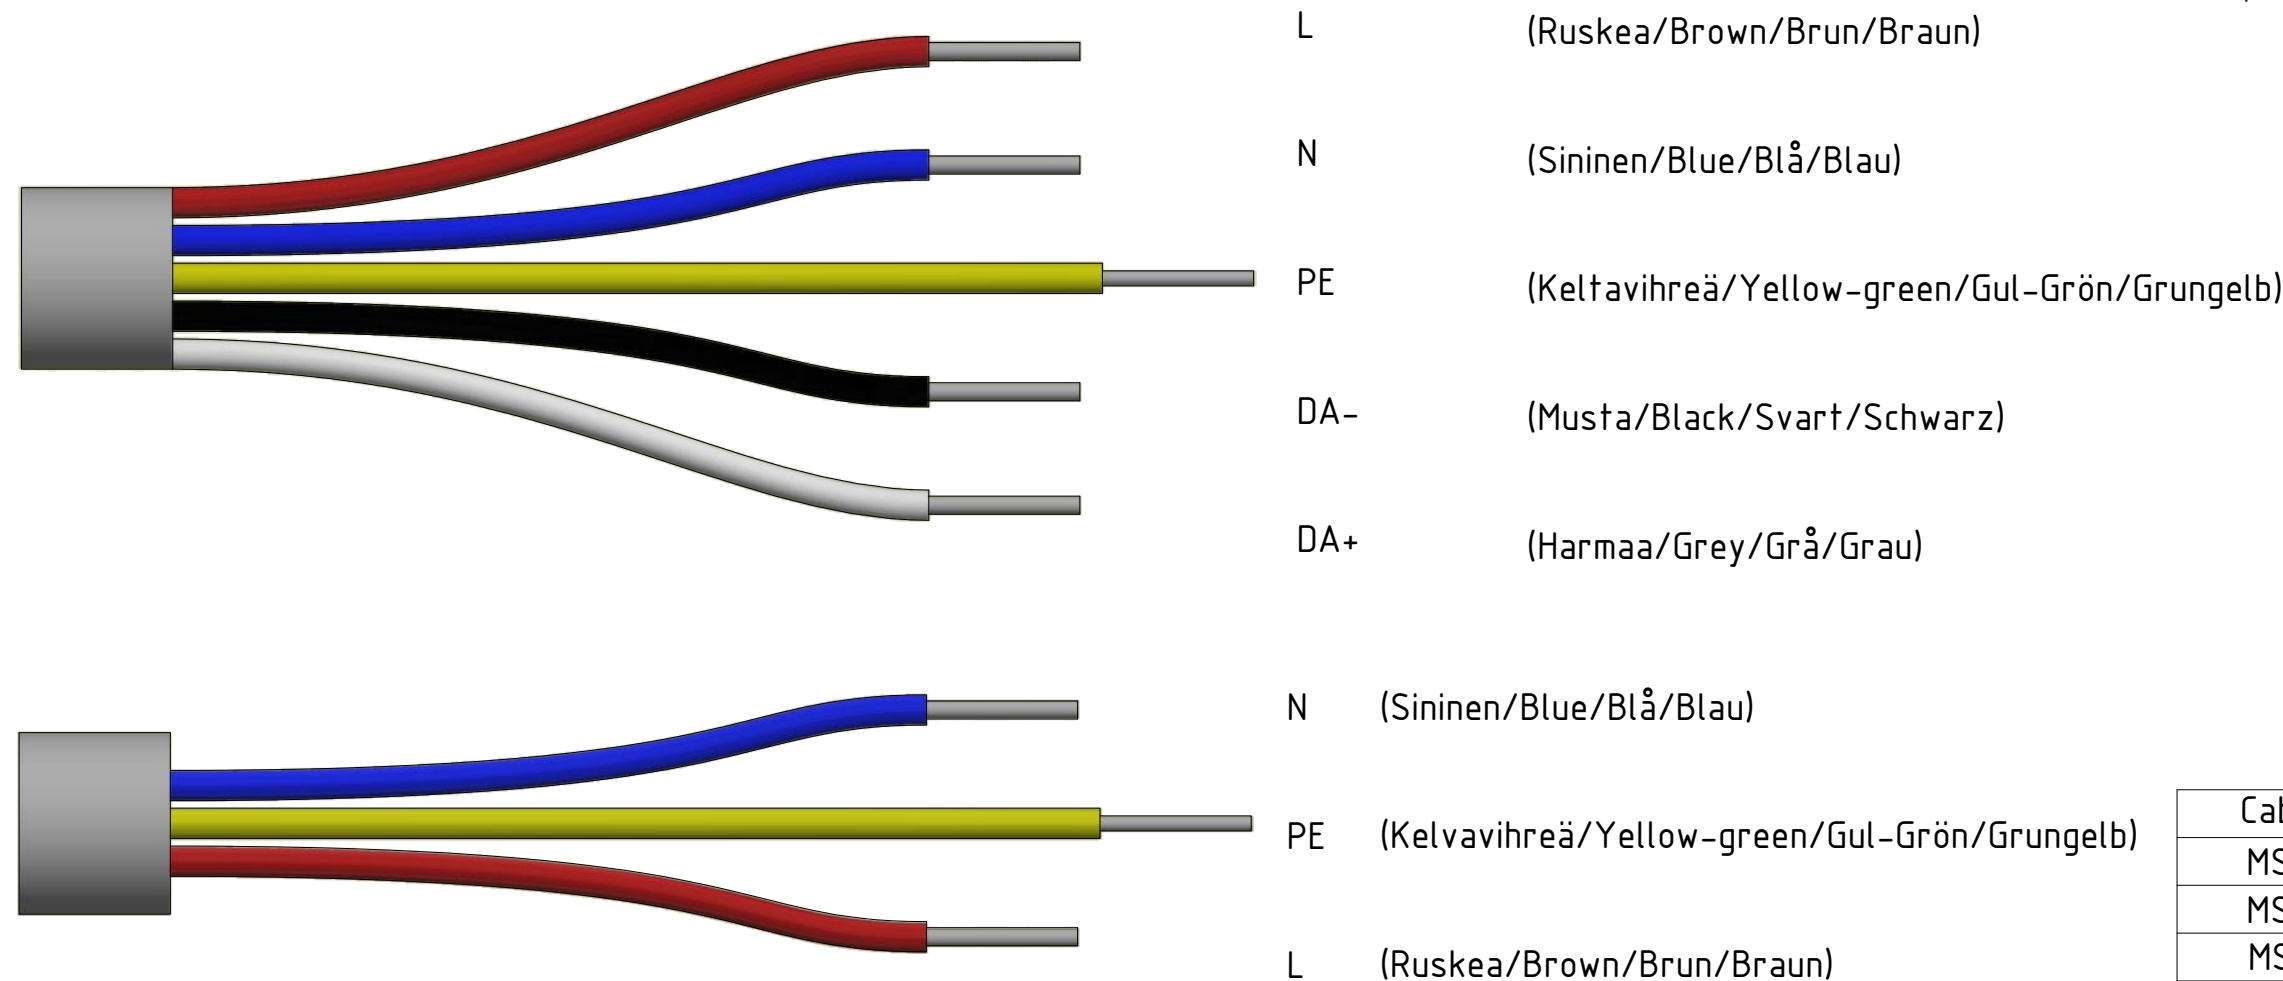 L (Ruskea/Brown/Brun/Braun)
N (Sininen/Blue/Blå/Blau)
PE (Keltavihreä/Yellow-green/Gul-Grön/Grungelb)
DA- (Musta/Black/Svart/Schwarz)
DA+ (Harmaa/Grey/Grå/Grau)
N (Sininen/Blue/Blå/Blau)
PE (Kelvavihreä/Yellow-green/Gul-Grön/Grungelb)
L (Ruskea/Brown/Brun/Braun)